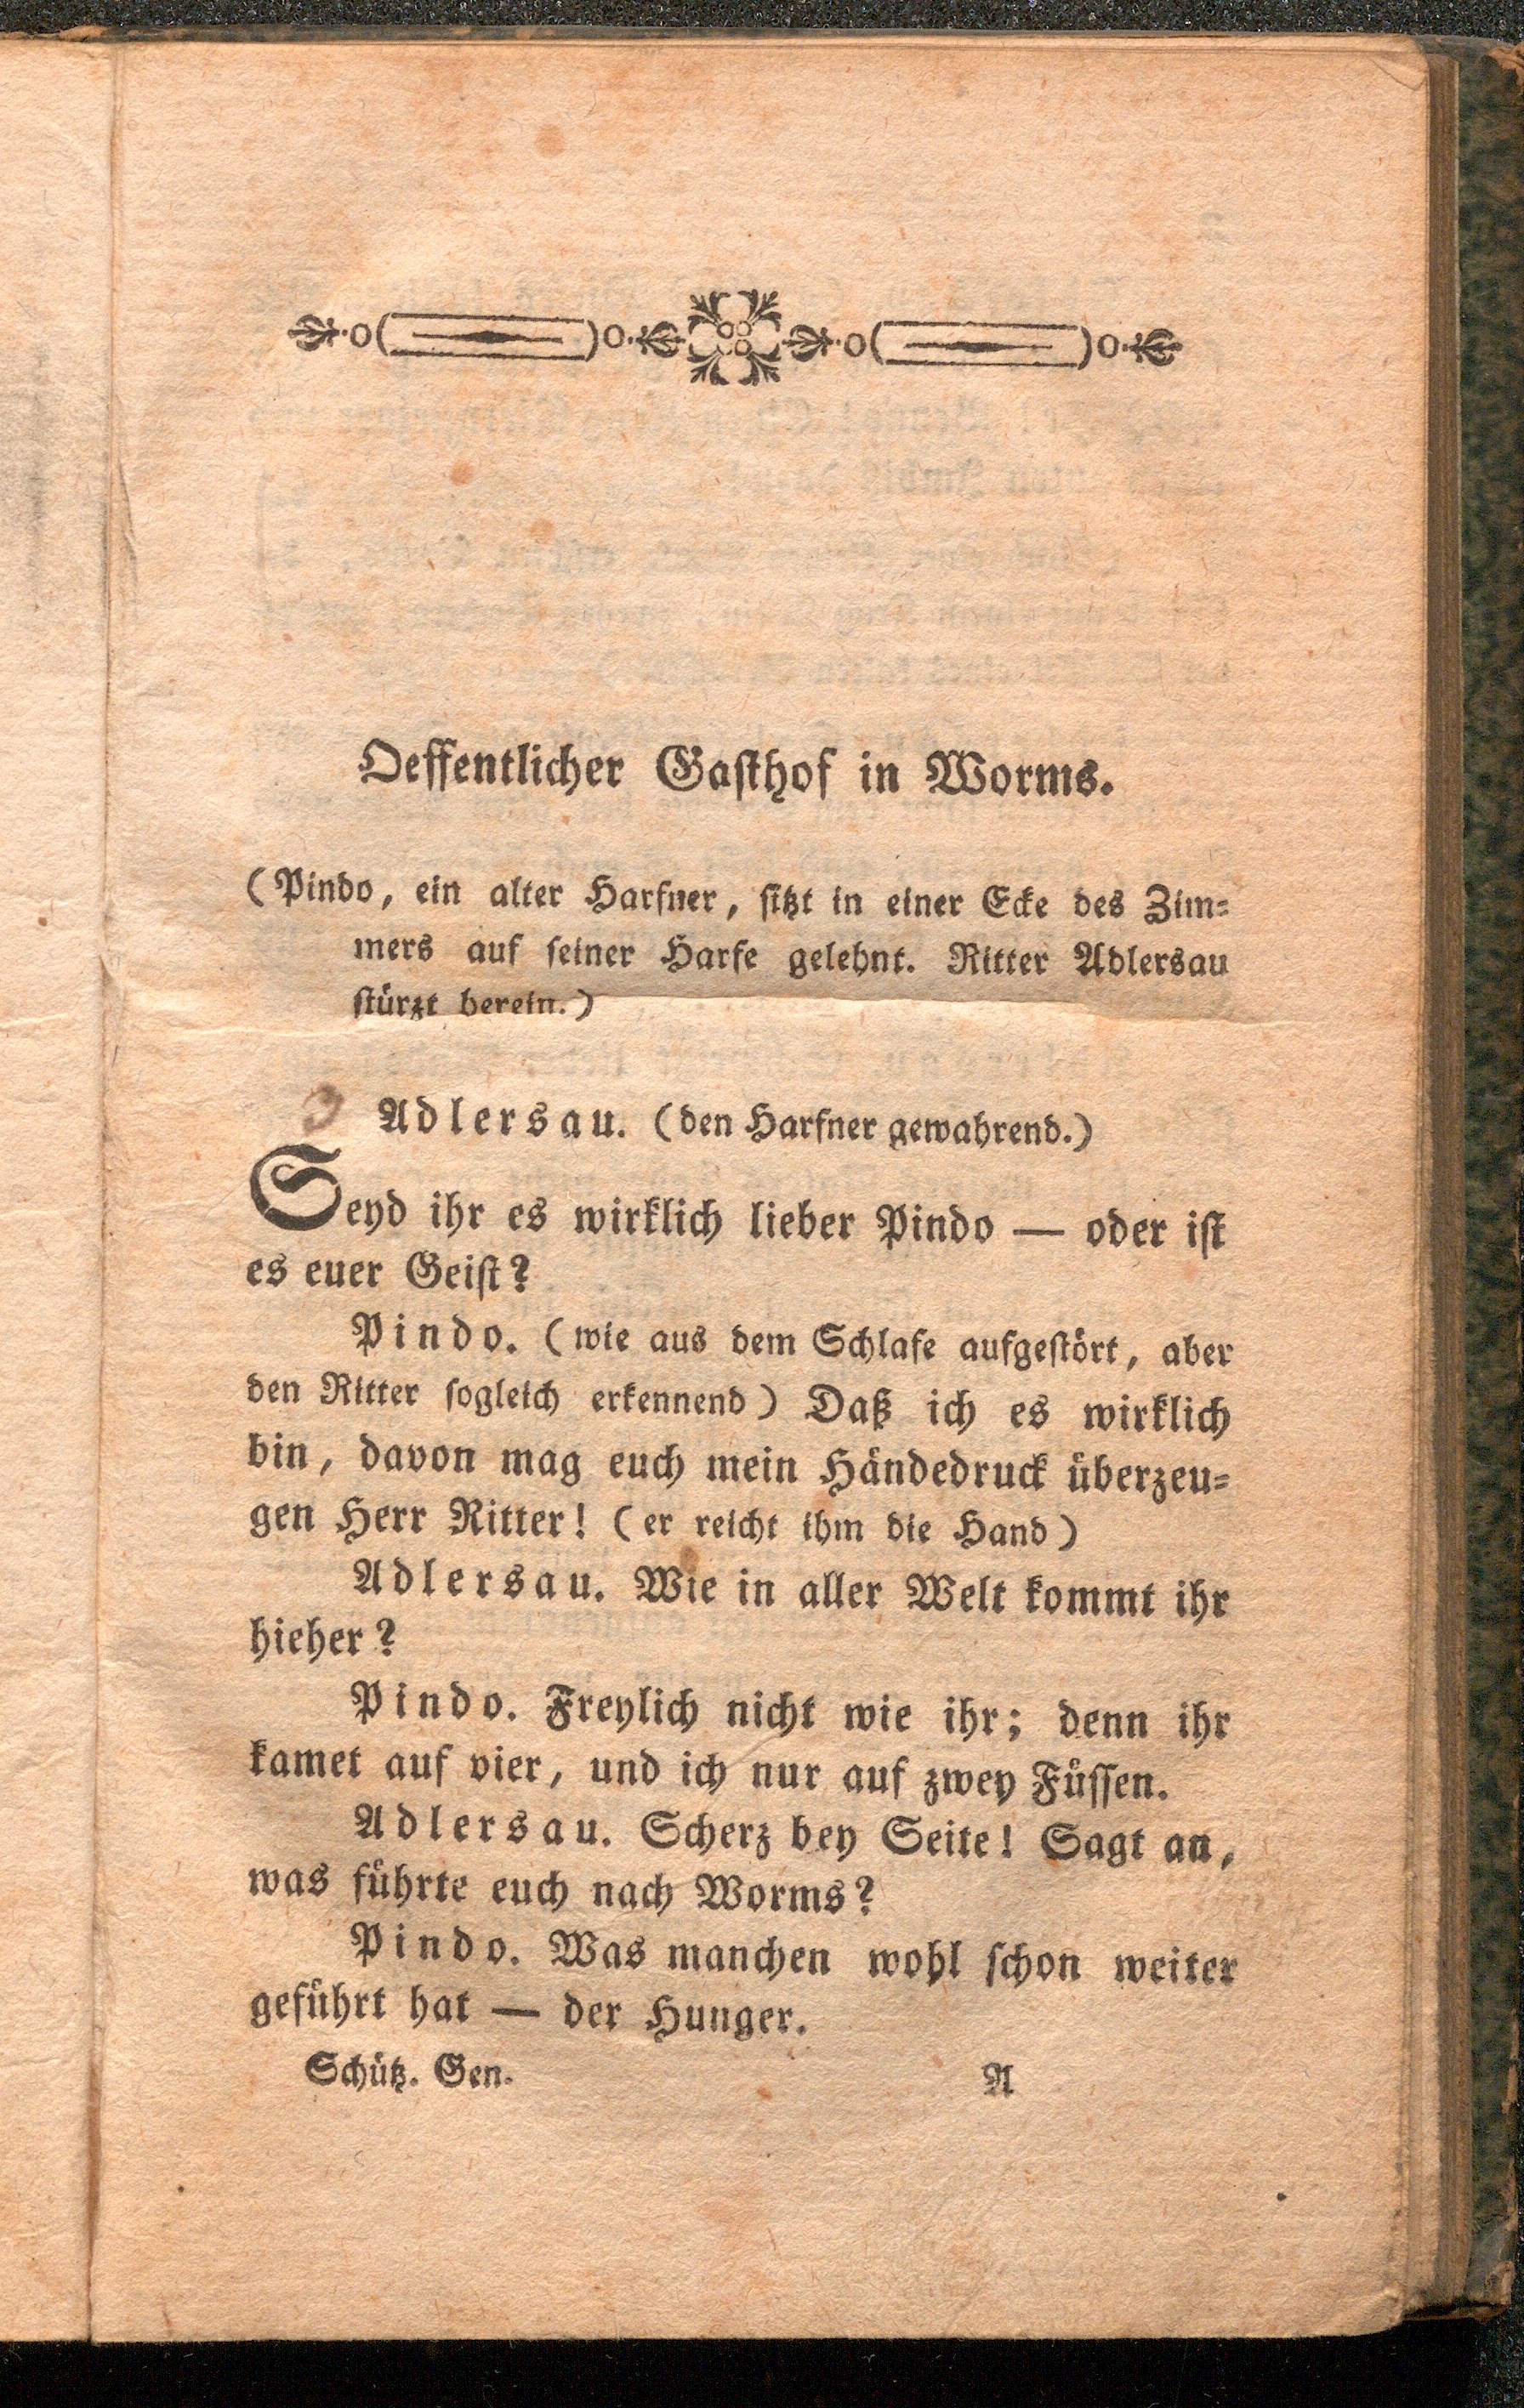 Oeffentlicher Gasthof in Worms.
(Pindo, ein alter Harfner, sitzt in einer Ecke des Zim=
mers auf seiner Harfe gelehnt. Ritter Adlersau
stürzt herein.)
Adlersau. (den Harfner gewahrend.)
Seyd ihr es wirklich lieber Pindo — oder ist
es euer Geist?
Pindo. (wie aus dem Schlafe aufgestört, aber
den Ritter sogleich erkennend) Daß ich es wirklich
bin, davon mag euch mein Händedruck überzeu=
gen Herr Ritter! (er reicht ihm die Hand)
Adlersau. Wie in aller Welt kommt ihr
hieher?
Pindo. Freylich nicht wie ihr; denn ihr
kamet auf vier, und ich nur auf zwey Füssen.
Adlersau. Scherz bey Seite! Sagt an,
was führte euch nach Worms?
Pindo. Was manchen wohl schon weiter
geführt hat — der Hunger.
Schütz. Gen. A